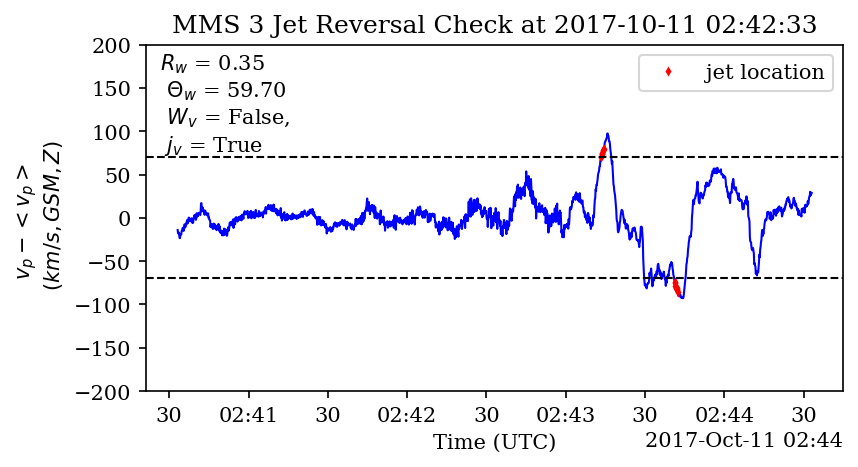 MMS 3 Jet Reversal Check at 2017-10-11 02:42:33
200
150
100
50
0
−50
−100
−150
−200
v_p − < v_p >
(km/s, GSM, Z)
R_w = 0.35
Θ_w = 59.70
W_v = False,
j_v = True
jet location
30 02:41 30 02:42 30 02:43 30 02:44 30
Time (UTC)
2017-Oct-11 02:44